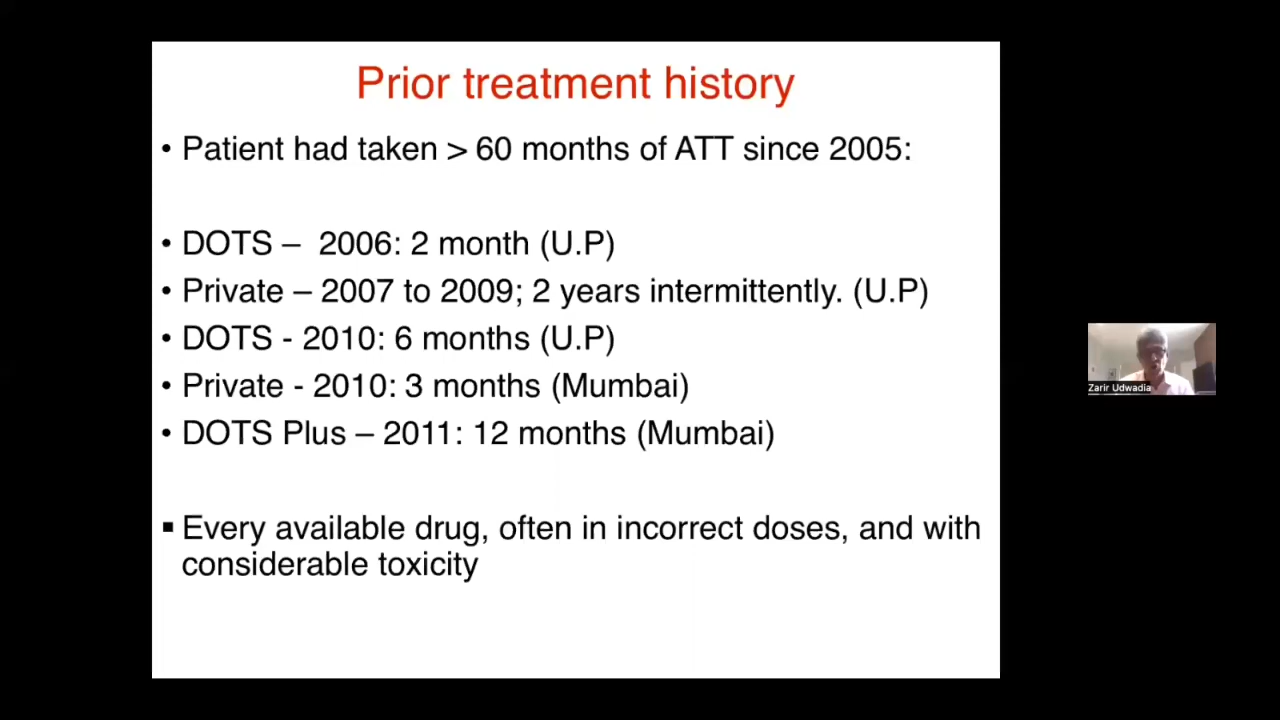 Prior treatment history
• Patient had taken > 60 months of ATT since 2005:
• DOTS – 2006: 2 month (U.P)
• Private – 2007 to 2009; 2 years intermittently. (U.P)
• DOTS - 2010: 6 months (U.P)
• Private - 2010: 3 months (Mumbai)
• DOTS Plus – 2011: 12 months (Mumbai)
▪ Every available drug, often in incorrect doses, and with
considerable toxicity
Zarir Udwadia